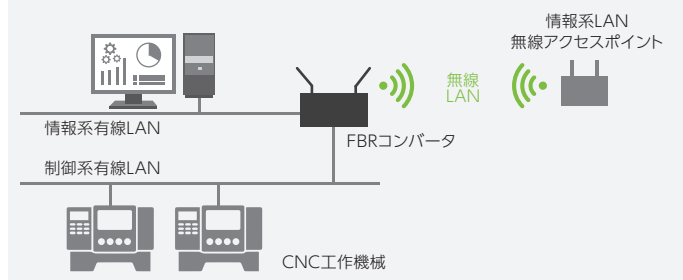 情報系LAN
無線アクセスポイント
無線
LAN
情報系有線LAN
FBRコンバータ
制御系有線LAN
CNC工作機械